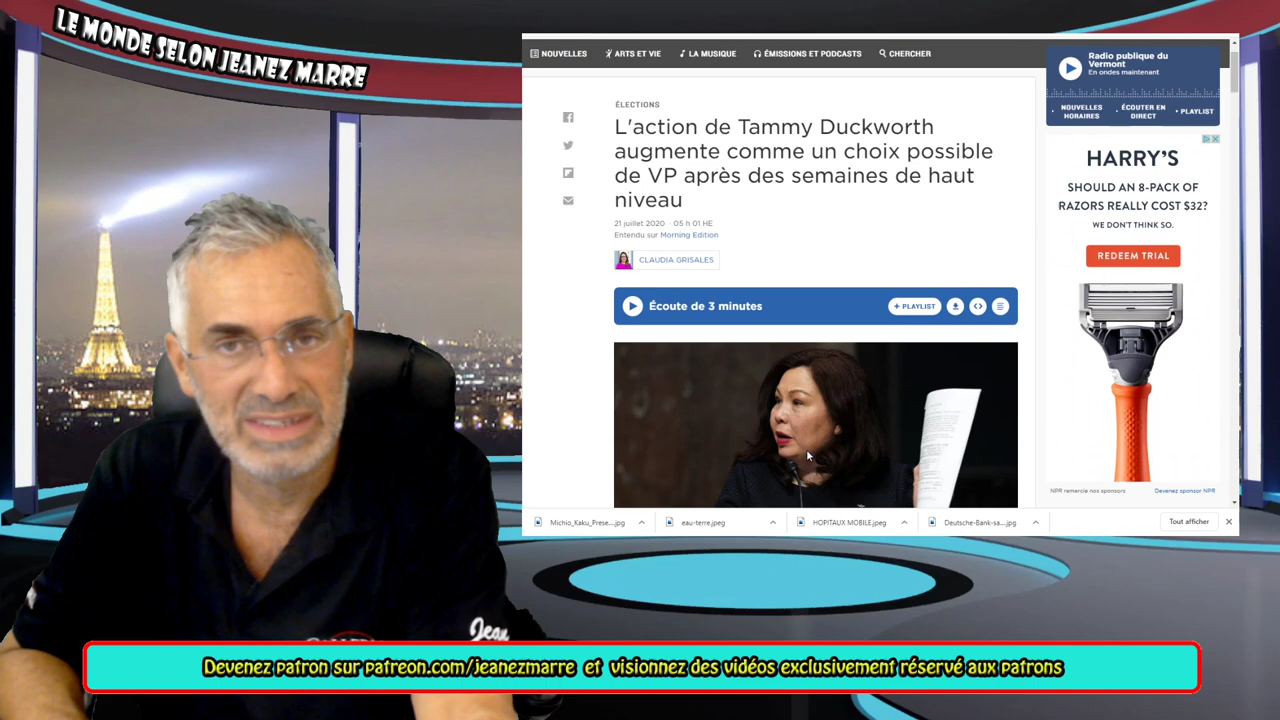 LE MONDE SELON JEANEZ MARRE
NOUVELLES
ARTS ET VIE
LA MUSIQUE
ÉMISSIONS ET PODCASTS
CHERCHER
ÉLECTIONS
L'action de Tammy Duckworth
augmente comme un choix possible
de VP après des semaines de haut
niveau
21 juillet 2020 · 05 h 01 HE
Entendu sur Morning Edition
CLAUDIA GRISALES
Écoute de 3 minutes
+ PLAYLIST
Radio publique du
Vermont
En ondes maintenant
NOUVELLES
HORAIRES
ÉCOUTER EN
DIRECT
PLAYLIST
HARRY'S
SHOULD AN 8-PACK OF
RAZORS REALLY COST $32?
WE DON'T THINK SO.
REDEEM TRIAL
NPR remercie nos sponsors
Devenez sponsor NPR
Michio_Kaku_Prese....jpg
eau-terre.jpeg
HOPITAUX MOBILE.jpeg
Deutsche-Bank-sa....jpg
Tout afficher
Jean
Devenez patron sur patreon.com/jeanezmarre et visionnez des vidéos exclusivement réservé aux patrons